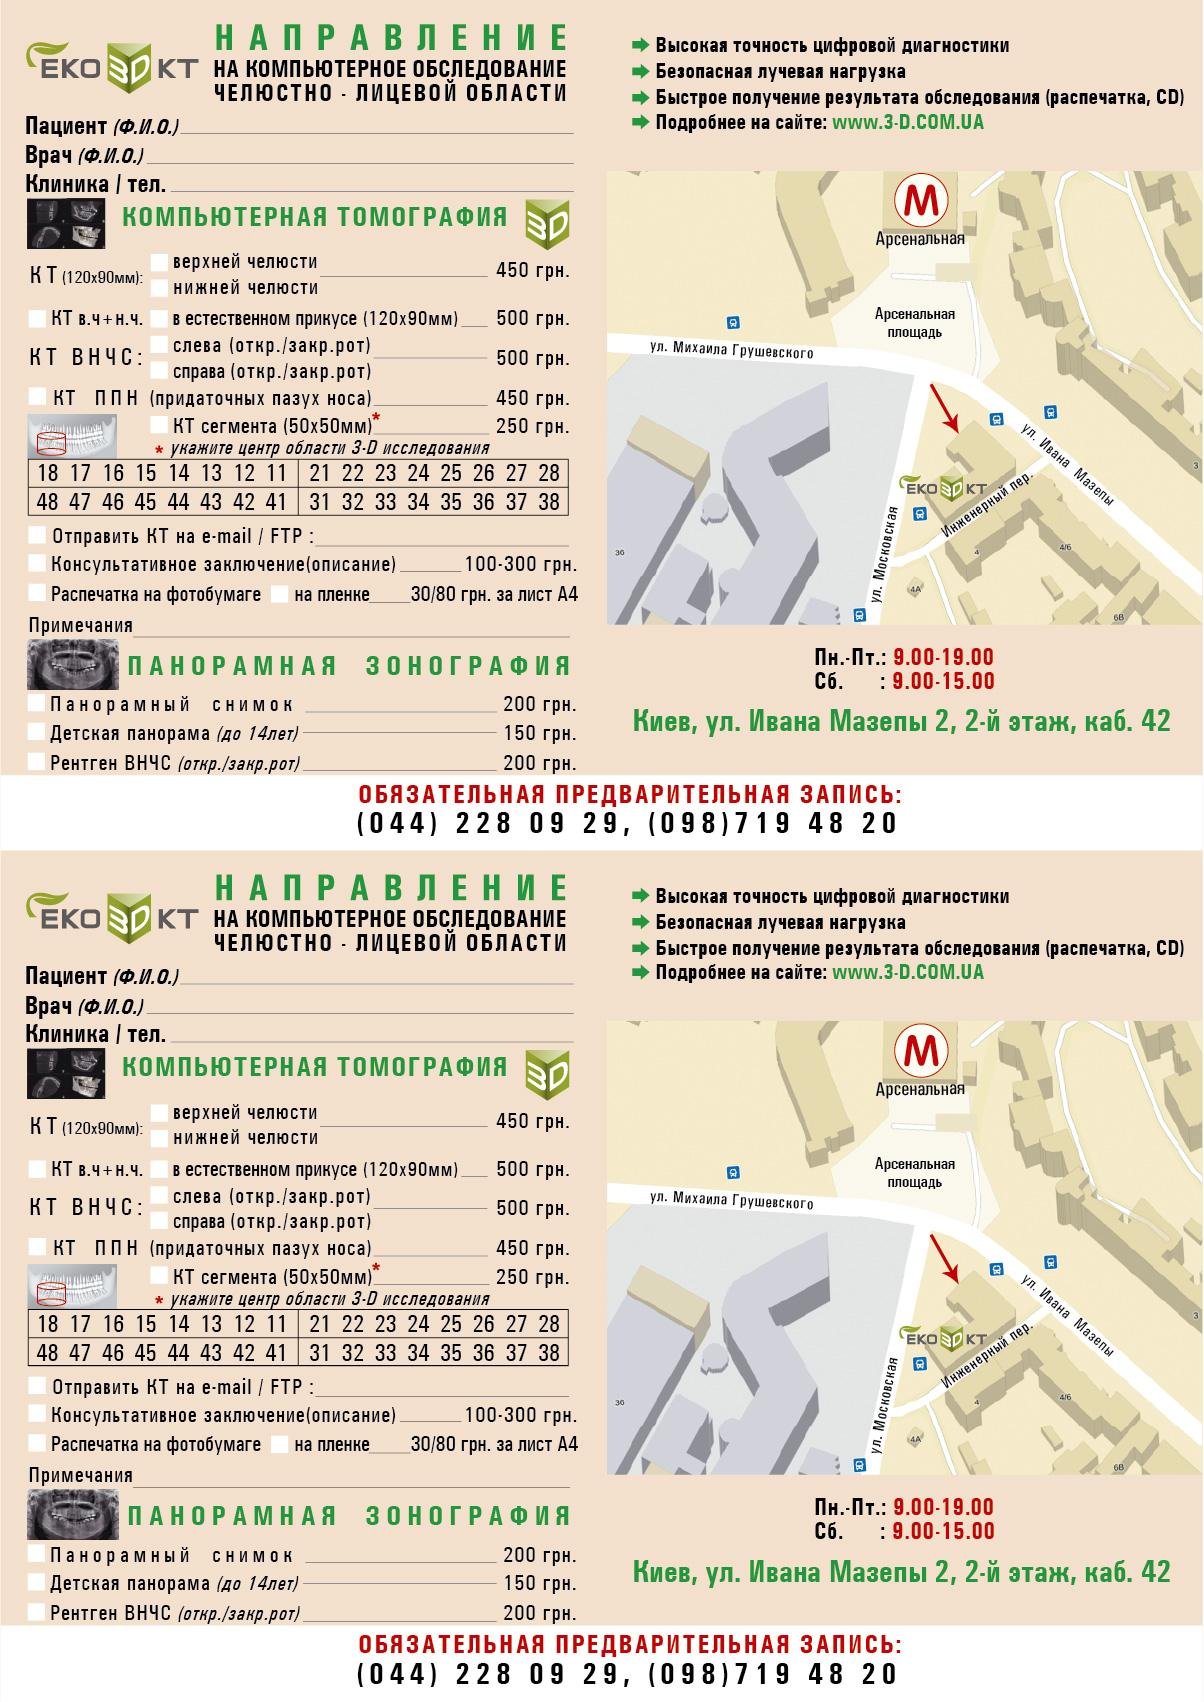 ЕКО 3D КТ
НАПРАВЛЕНИЕ
НА КОМПЬЮТЕРНОЕ ОБСЛЕДОВАНИЕ
ЧЕЛЮСТНО - ЛИЦЕВОЙ ОБЛАСТИ
Пациент (Ф.И.О.)
Врач (Ф.И.О.)
Клиника / тел.
КОМПЬЮТЕРНАЯ ТОМОГРАФИЯ 3D
КТ (120х90мм): верхней челюсти
нижней челюсти 450 грн.
КТ в.ч+н.ч. в естественном прикусе (120х90мм) 500 грн.
КТ ВНЧС: слева (откр./закр.рот)
справа (откр./закр.рот) 500 грн.
КТ ППН (придаточных пазух носа) 450 грн.
КТ сегмента (50х50мм)* 250 грн.
* укажите центр области 3-D исследования
18 17 16 15 14 13 12 11 21 22 23 24 25 26 27 28
48 47 46 45 44 43 42 41 31 32 33 34 35 36 37 38
Отправить КТ на e-mail / FTP :
Консультативное заключение(описание) 100-300 грн.
Распечатка на фотобумаге на пленке 30/80 грн. за лист А4
Примечания
ПАНОРАМНАЯ ЗОНОГРАФИЯ
Панорамный снимок 200 грн.
Детская панорама (до 14лет) 150 грн.
Рентген ВНЧС (откр./закр.рот) 200 грн.
Высокая точность цифровой диагностики
Безопасная лучевая нагрузка
Быстрое получение результата обследования (распечатка, CD)
Подробнее на сайте: www.3-D.COM.UA
М
Арсенальная
Арсенальная
площадь
ул. Михаила Грушевского
ул. Ивана Мазепы
3
ЕКО 3D КТ
Инженерный пер.
ул. Московская
36
4
4/6
4А
6В
Пн.-Пт.: 9.00-19.00
Сб. : 9.00-15.00
Киев, ул. Ивана Мазепы 2, 2-й этаж, каб. 42
ОБЯЗАТЕЛЬНАЯ ПРЕДВАРИТЕЛЬНАЯ ЗАПИСЬ:
(044) 228 09 29, (098)719 48 20
ЕКО 3D КТ
НАПРАВЛЕНИЕ
НА КОМПЬЮТЕРНОЕ ОБСЛЕДОВАНИЕ
ЧЕЛЮСТНО - ЛИЦЕВОЙ ОБЛАСТИ
Пациент (Ф.И.О.)
Врач (Ф.И.О.)
Клиника / тел.
КОМПЬЮТЕРНАЯ ТОМОГРАФИЯ 3D
КТ (120х90мм): верхней челюсти
нижней челюсти 450 грн.
КТ в.ч+н.ч. в естественном прикусе (120х90мм) 500 грн.
КТ ВНЧС: слева (откр./закр.рот)
справа (откр./закр.рот) 500 грн.
КТ ППН (придаточных пазух носа) 450 грн.
КТ сегмента (50х50мм)* 250 грн.
* укажите центр области 3-D исследования
18 17 16 15 14 13 12 11 21 22 23 24 25 26 27 28
48 47 46 45 44 43 42 41 31 32 33 34 35 36 37 38
Отправить КТ на e-mail / FTP :
Консультативное заключение(описание) 100-300 грн.
Распечатка на фотобумаге на пленке 30/80 грн. за лист А4
Примечания
ПАНОРАМНАЯ ЗОНОГРАФИЯ
Панорамный снимок 200 грн.
Детская панорама (до 14лет) 150 грн.
Рентген ВНЧС (откр./закр.рот) 200 грн.
Высокая точность цифровой диагностики
Безопасная лучевая нагрузка
Быстрое получение результата обследования (распечатка, CD)
Подробнее на сайте: www.3-D.COM.UA
М
Арсенальная
Арсенальная
площадь
ул. Михаила Грушевского
ул. Ивана Мазепы
3
ЕКО 3D КТ
Инженерный пер.
ул. Московская
36
4
4/6
4А
6В
Пн.-Пт.: 9.00-19.00
Сб. : 9.00-15.00
Киев, ул. Ивана Мазепы 2, 2-й этаж, каб. 42
ОБЯЗАТЕЛЬНАЯ ПРЕДВАРИТЕЛЬНАЯ ЗАПИСЬ:
(044) 228 09 29, (098)719 48 20